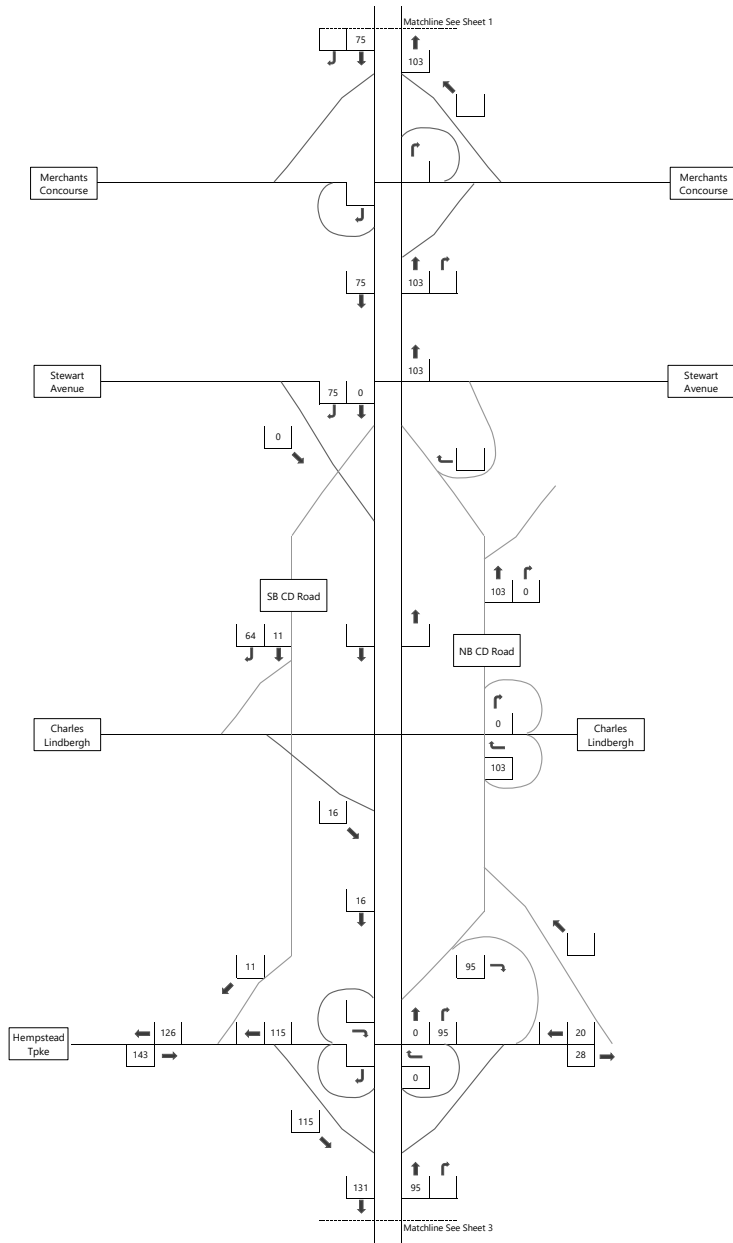 Matchline See Sheet 1
75
103
Merchants
Concourse
Merchants
Concourse
75
103
103
Stewart
Avenue
Stewart
Avenue
75
0
0
SB CD Road
103
0
64
11
NB CD Road
0
Charles
Lindbergh
Charles
Lindbergh
103
16
16
11
95
Hempstead
Tpke
126
115
0
95
20
143
28
0
115
131
95
Matchline See Sheet 3